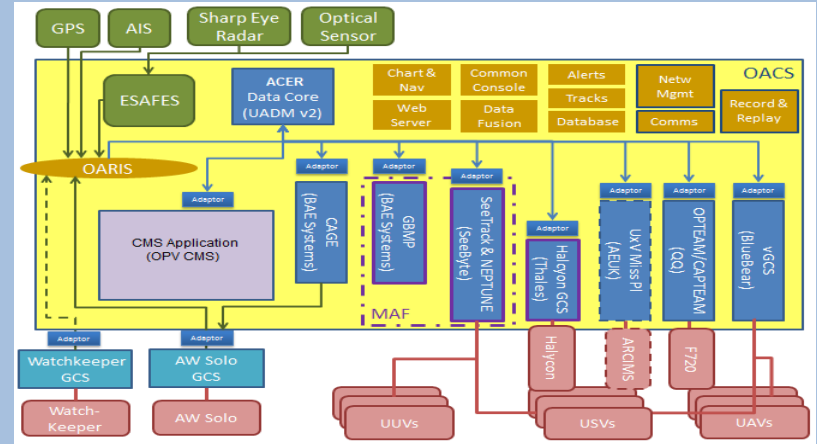 GPS
AIS
Sharp Eye
Radar
Optical
Sensor
OACS
ESAFES
ACER
Data Core
(UADM v2)
Chart &
Nav
Common
Console
Alerts
Netw
Mgmt
Tracks
Web
Server
Data
Fusion
Database
Comms
Record &
Replay
OARIS
Adaptor
Adaptor
Adaptor
Adaptor
Adaptor
Adaptor
Adaptor
Adaptor
CMS Application
(OPV CMS)
CAGE
(BAE Systems)
GBMP
(BAE Systems)
SeeTrack & NEPTUNE
(SeeByte)
Halcyon GCS
(Thales)
UxV Miss Pl
(AEUK)
OPTEAM/CAPTEAM
(QQ)
vGCS
(BlueBear)
MAF
Adaptor
Adaptor
Watchkeeper
GCS
AW Solo
GCS
Halycon
ARCIMS
F720
Watch-
Keeper
AW Solo
UUVs
USVs
UAVs